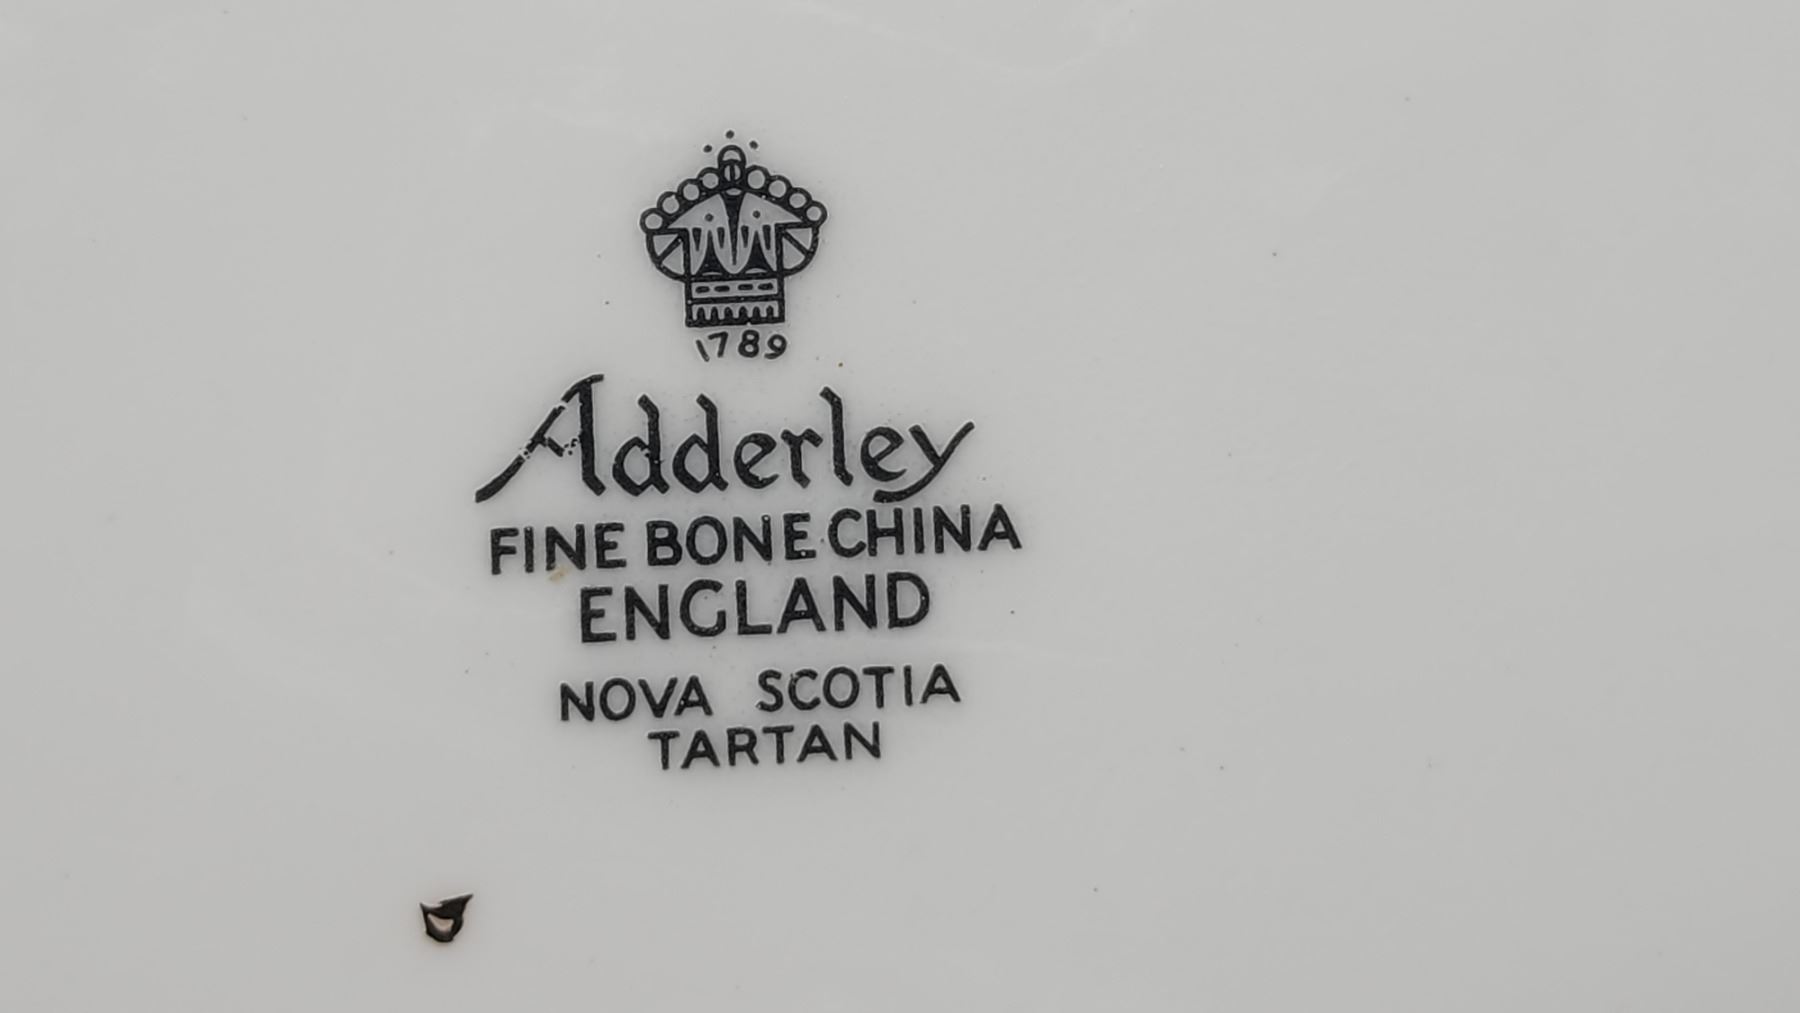 1789
Adderley
FINE BONE CHINA
ENGLAND
NOVA SCOTIA
TARTAN